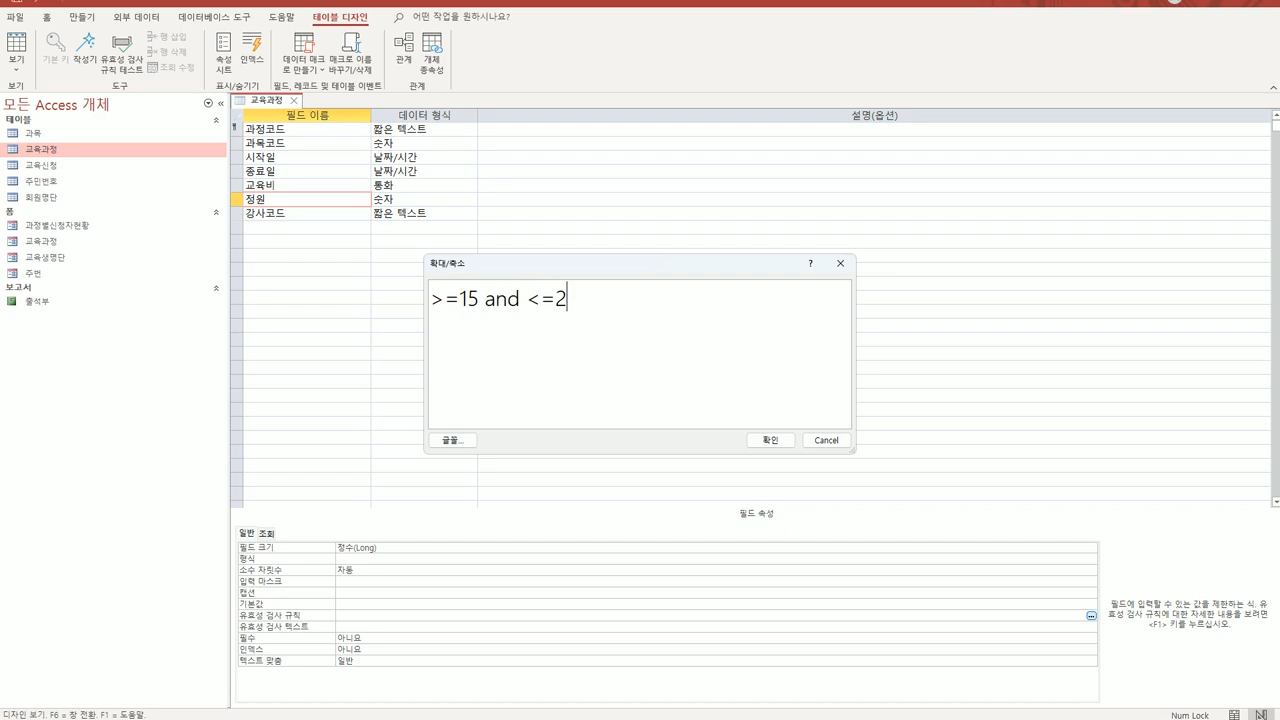 파일 홈 만들기 외부 데이터 데이터베이스 도구 도움말 테이블 디자인 어떤 작업을 원하시나요?
보기 기본 키 작성기 유효성 검사 규칙 테스트 행 삽입 행 삭제 조회 수정 속성 시트 인덱스 데이터 매크로 만들기 매크로 이름 바꾸기/삭제 관계 개체 종속성
보기 도구 표시/숨기기 필드, 레코드 및 테이블 이벤트 관계
모든 Access 개체
테이블
과목
교육과정
교육신청
주민번호
회원명단
폼
과정별신청자현황
교육과정
교육생명단
주번
보고서
출석부
교육과정
필드 이름 데이터 형식 설명(옵션)
과정코드 짧은 텍스트
과목코드 숫자
시작일 날짜/시간
종료일 날짜/시간
교육비 통화
정원 숫자
강사코드 짧은 텍스트
확대/축소 ?
>=15 and <=2
글꼴... 확인 Cancel
필드 속성
일반 조회
필드 크기 정수(Long)
형식
소수 자릿수 자동
입력 마스크
캡션
기본값
유효성 검사 규칙
유효성 검사 텍스트
필수 아니요
인덱스 아니요
텍스트 맞춤 일반
필드에 입력할 수 있는 값을 제한하는 식. 유
효성 검사 규칙에 대한 자세한 내용을 보려면
<F1> 키를 누르십시오.
디자인 보기. F6 = 창 전환. F1 = 도움말. Num Lock